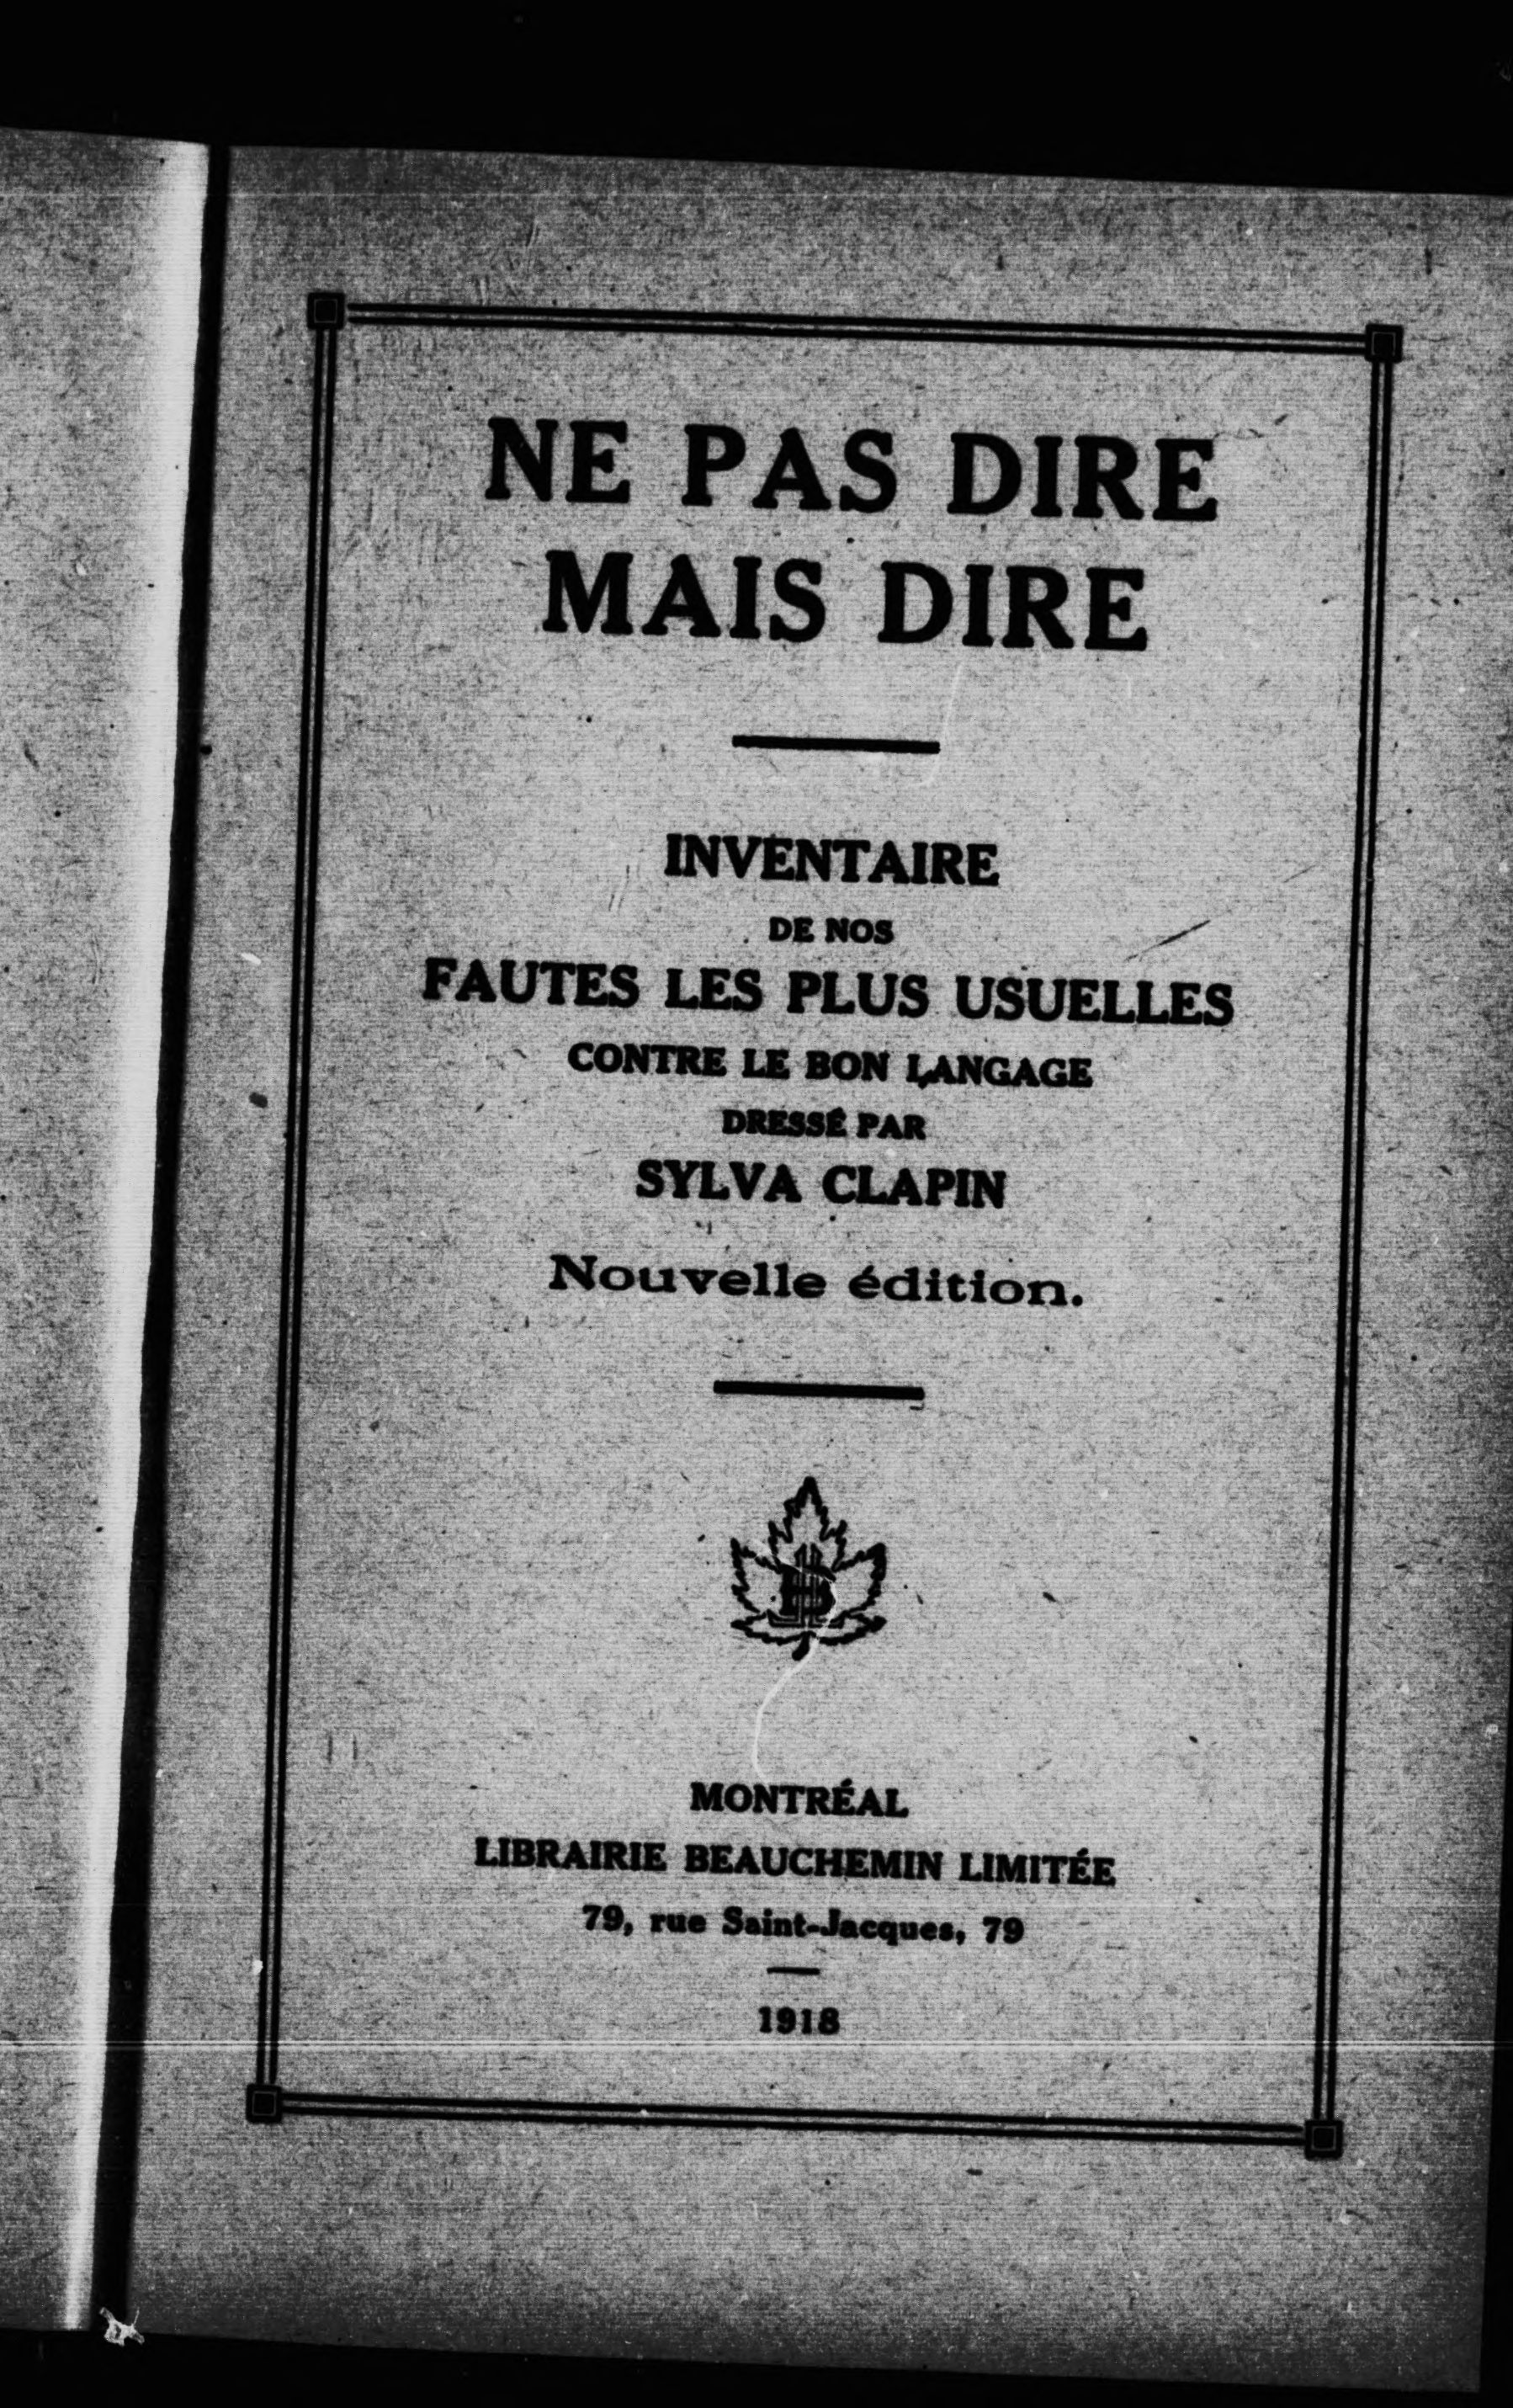 NE PAS DIRE
MAIS DIRE
INVENTAIRE
DE NOS
FAUTES LES PLUS USUELLES
CONTRE LE BON LANGAGE
DRESSÉ PAR
SYLVA CLAPIN
Nouvelle édition.
MONTRÉAL
LIBRAIRIE BEAUCHEMIN LIMITÉE
79, rue Saint-Jacques, 79
1918